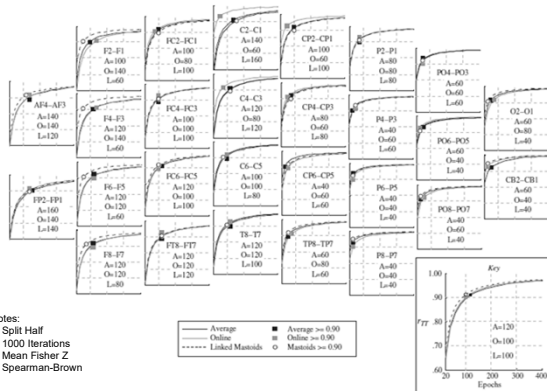 F2–F1
A=100
O=140
L=60
FC2–FC1
A=100
O=80
L=100
C2–C1
A=140
O=60
L=160
CP2–CP1
A=100
O=60
L=100
P2–P1
A=80
O=80
L=80
PO4–PO3
A=60
O=60
L=60
AF4–AF3
A=140
O=140
L=120
F4–F3
A=120
O=140
L=60
FC4–FC3
A=100
O=100
L=100
C4–C3
A=120
O=80
L=120
CP4–CP3
A=80
O=60
L=80
P4–P3
A=40
O=60
L=40
PO6–PO5
A=60
O=60
L=40
O2–O1
A=60
O=80
L=40
FP2–FP1
A=160
O=140
L=140
F6–F5
A=120
O=120
L=60
FC6–FC5
A=120
O=120
L=100
C6–C5
A=100
O=100
L=80
CP6–CP5
A=40
O=60
L=60
P6–P5
A=40
O=40
L=40
PO8–PO7
A=40
O=40
L=40
CB2–CB1
A=60
O=40
L=40
F8–F7
A=120
O=120
L=80
FT8–FT7
A=120
O=120
L=100
T8–T7
A=120
O=120
L=100
TP8–TP7
A=60
O=80
L=60
P8–P7
A=40
O=40
L=40
otes:
Split Half
1000 Iterations
Mean Fisher Z
Spearman-Brown
Average
Online
Linked Mastoids
Average >= 0.90
Online >= 0.90
Mastoids >= 0.90
Key
1.00
.90
.80
.70
.60
rTT
A=120
O=100
L=100
20 100 200 300 400
Epochs